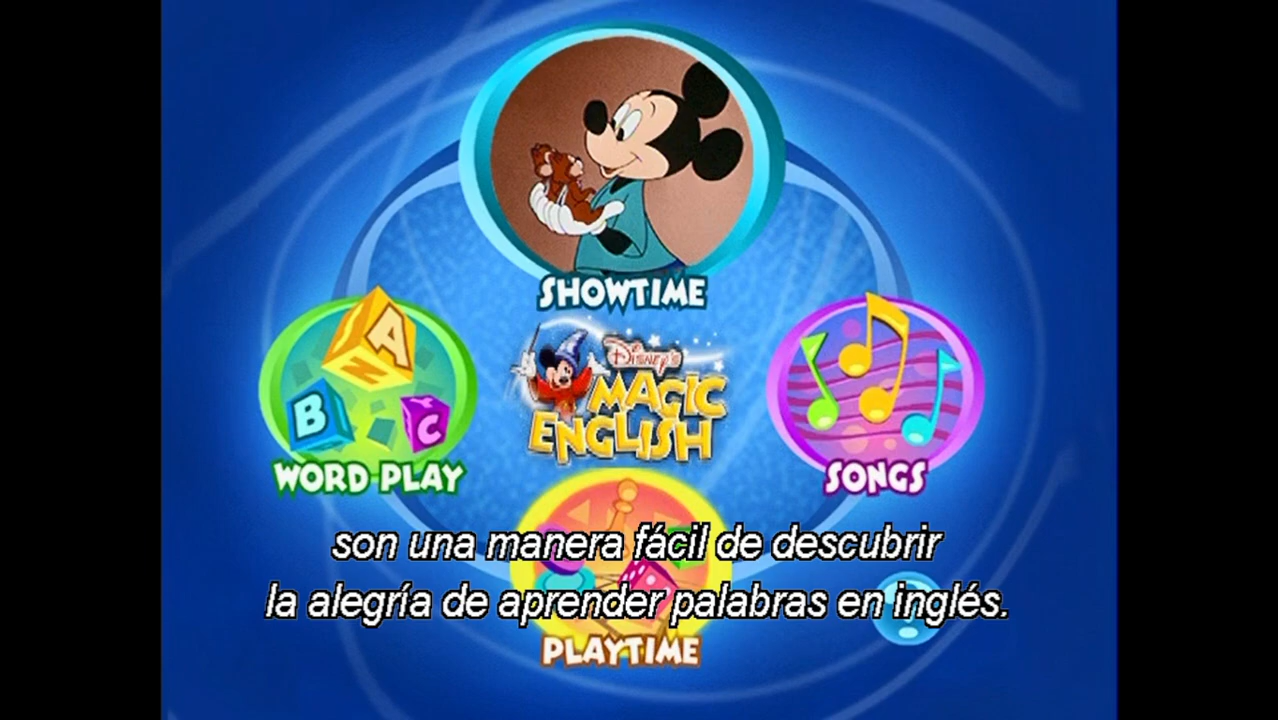 SHOWTIME
A
Z
B
C
WORD PLAY
DISNEY'S
MAGIC
ENGLISH
SONGS
son una manera fácil de descubrir
la alegría de aprender palabras en inglés.
?
PLAYTIME